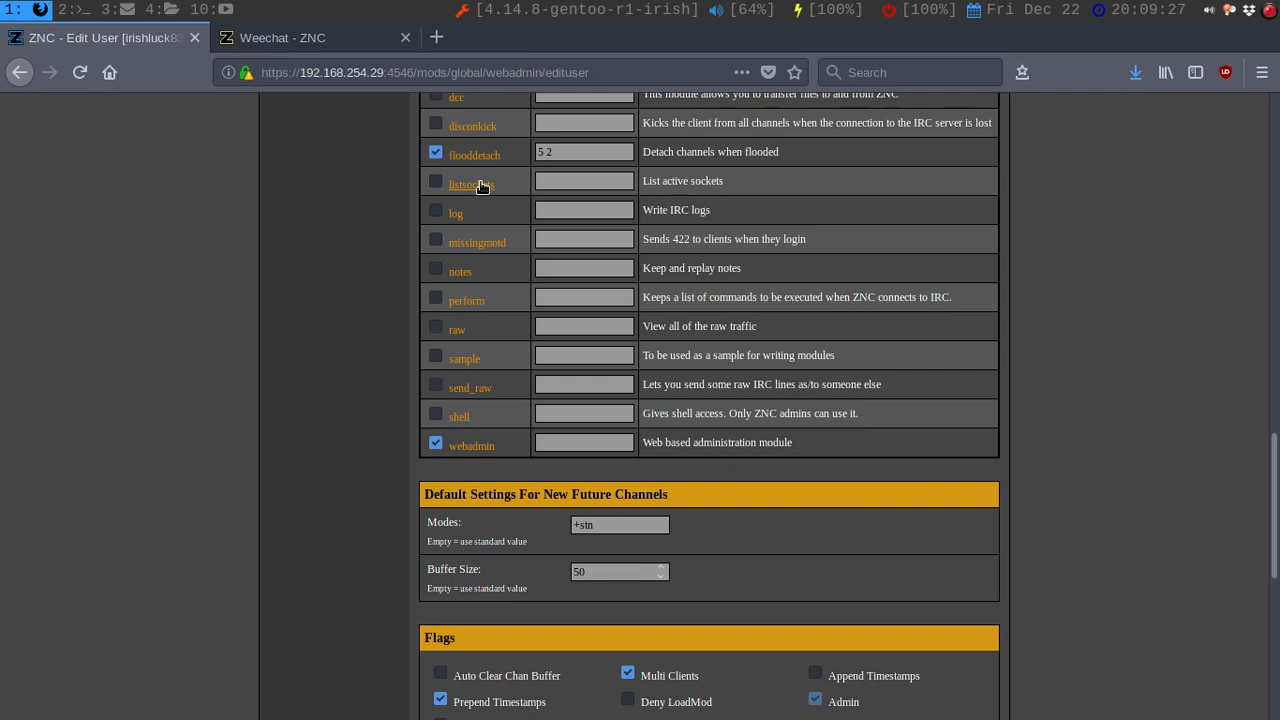 1: 2:>_ 3: 4: 10: [4.14.8-gentoo-r1-irish] [64%] [100%] [100%] Fri Dec 22 20:09:27
ZNC - Edit User [irishluck83 Weechat - ZNC
https://192.168.254.29:4546/mods/global/webadmin/edituser Search
dcc This module allows you to transfer files to and from ZNC
disconkick Kicks the client from all channels when the connection to the IRC server is lost
flooddetach 5 2 Detach channels when flooded
listsockets List active sockets
log Write IRC logs
missingmotd Sends 422 to clients when they login
notes Keep and replay notes
perform Keeps a list of commands to be executed when ZNC connects to IRC.
raw View all of the raw traffic
sample To be used as a sample for writing modules
send_raw Lets you send some raw IRC lines as/to someone else
shell Gives shell access. Only ZNC admins can use it.
webadmin Web based administration module
Default Settings For New Future Channels
Modes: +stn
Empty = use standard value
Buffer Size: 50
Empty = use standard value
Flags
Auto Clear Chan Buffer Multi Clients Append Timestamps
Prepend Timestamps Deny LoadMod Admin